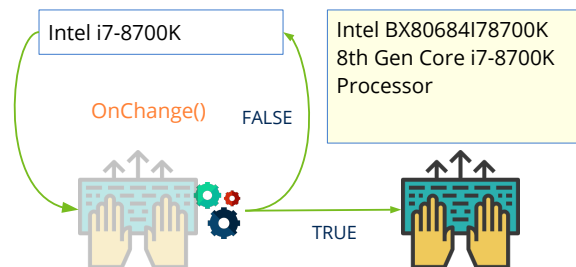 Intel i7-8700K
Intel BX80684I78700K
8th Gen Core i7-8700K
Processor
OnChange()
FALSE
TRUE